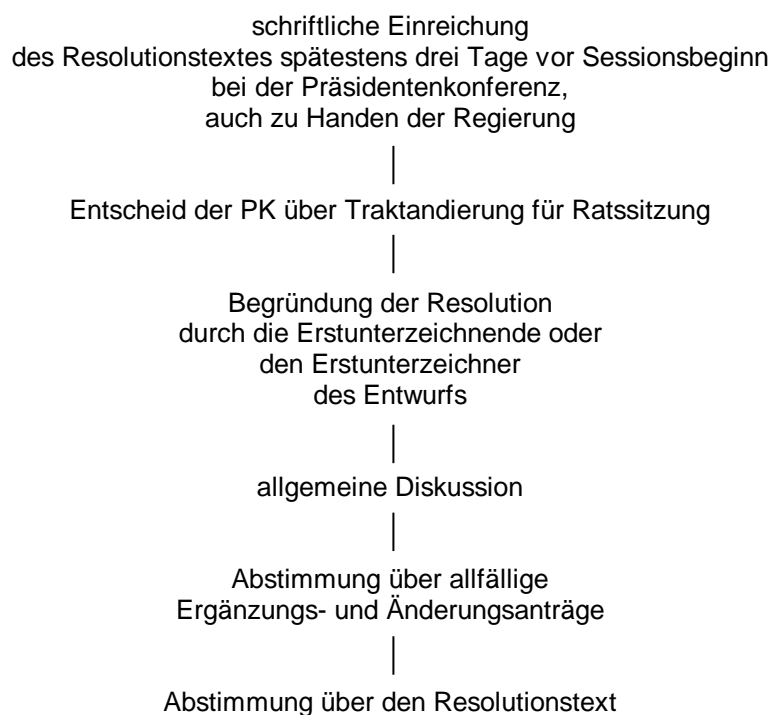 schriftliche Einreichung
des Resolutionstextes spätestens drei Tage vor Sessionsbeginn
bei der Präsidentenkonferenz,
auch zu Handen der Regierung
Entscheid der PK über Traktandierung für Ratssitzung
Begründung der Resolution
durch die Erstunterzeichnende oder
den Erstunterzeichner
des Entwurfs
allgemeine Diskussion
Abstimmung über allfällige
Ergänzungs- und Änderungsanträge
Abstimmung über den Resolutionstext